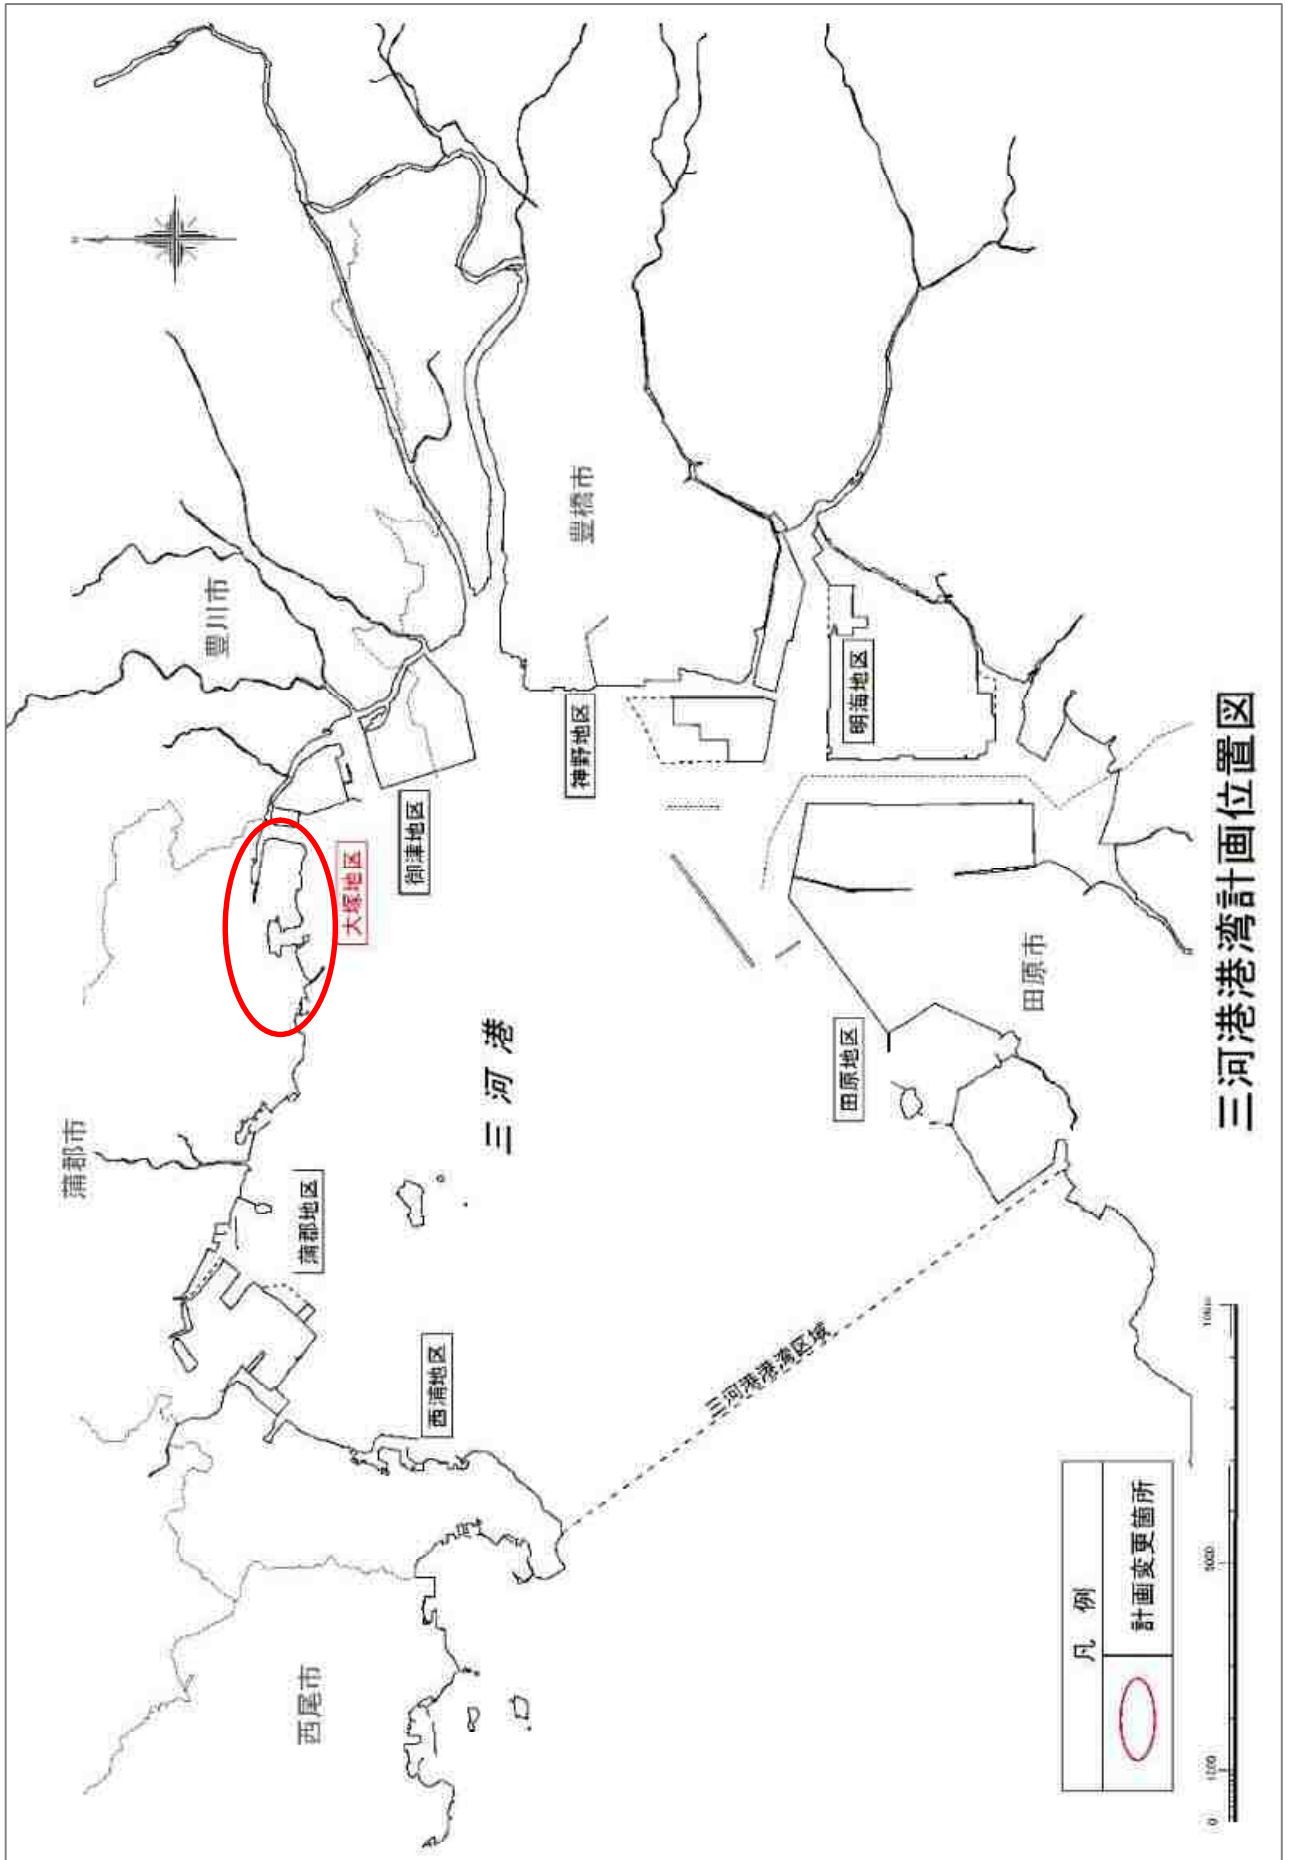 三河港港湾計画位置図
蒲郡市
豊川市
豊橋市
田原市
西尾市
三河港
大塚地区
御津地区
神野地区
明海地区
田原地区
蒲郡地区
西浦地区
三河港港湾区域
凡 例
計画変更箇所
0
1000
5000